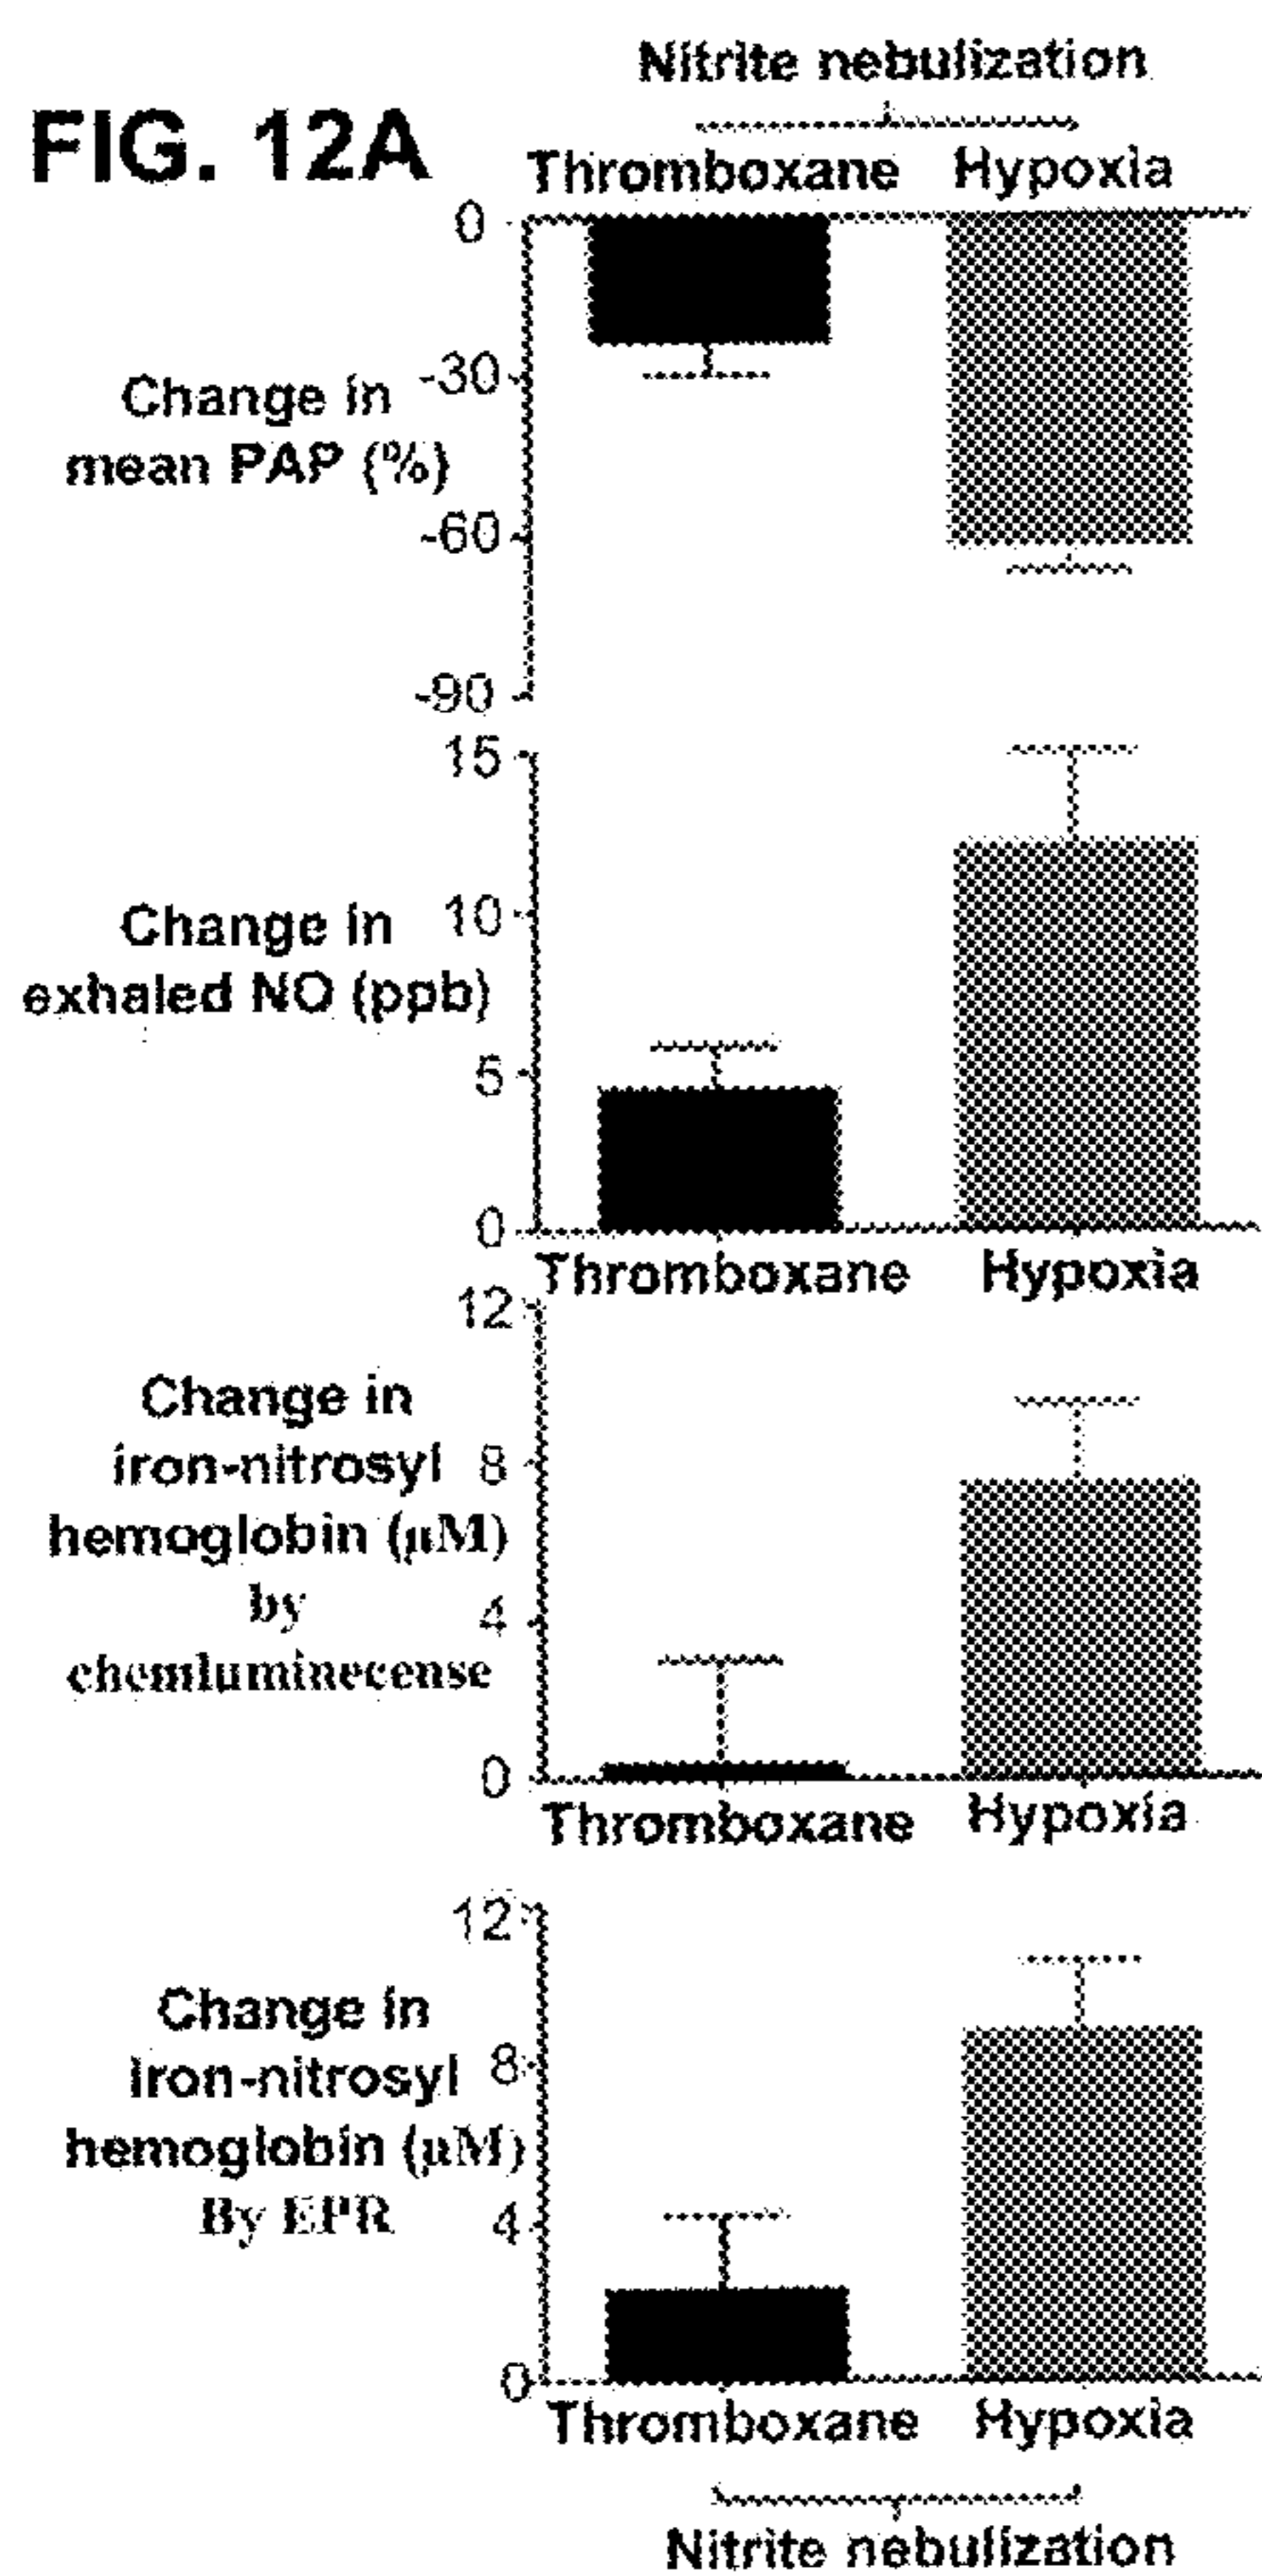 Nitrite nebulization
FIG. 12A
Thromboxane Hypoxia
0
-30
-60
-90
Change in
mean PAP (%)
15
10
5
0
Change in
exhaled NO (ppb)
Thromboxane Hypoxia
12
8
4
0
Change in
iron-nitrosyl
hemoglobin (µM)
by
chemluminecense
Thromboxane Hypoxia
12
8
4
0
Change in
iron-nitrosyl
hemoglobin (µM)
By EPR
Thromboxane Hypoxia
Nitrite nebulization